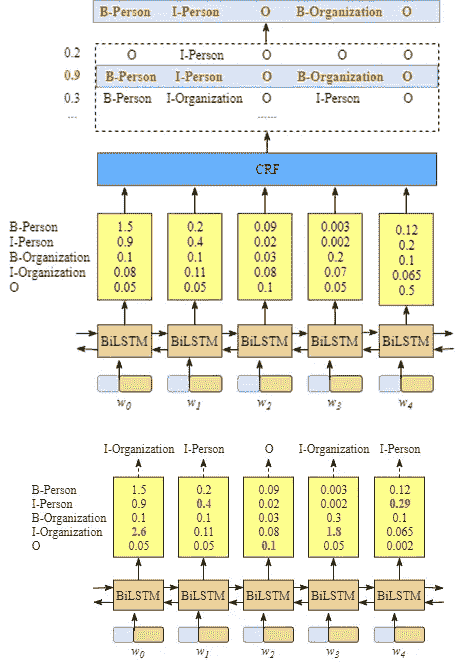 B-Person I-Person O B-Organization O
0.2 O I-Person O O O
0.9 B-Person I-Person O B-Organization O
0.3 B-Person I-Organization O I-Person O
... ......
CRF
B-Person 1.5 0.2 0.09 0.003 0.12
I-Person 0.9 0.4 0.02 0.002 0.2
B-Organization 0.1 0.1 0.03 0.2 0.1
I-Organization 0.08 0.11 0.08 0.07 0.065
O 0.05 0.05 0.1 0.05 0.5
BiLSTM BiLSTM BiLSTM BiLSTM BiLSTM
w0 w1 w2 w3 w4
I-Organization I-Person O I-Organization I-Person
B-Person 1.5 0.2 0.09 0.003 0.12
I-Person 0.9 0.4 0.02 0.002 0.29
B-Organization 0.1 0.1 0.03 0.3 0.1
I-Organization 2.6 0.11 0.08 1.8 0.065
O 0.05 0.05 0.1 0.05 0.002
BiLSTM BiLSTM BiLSTM BiLSTM BiLSTM
w0 w1 w2 w3 w4